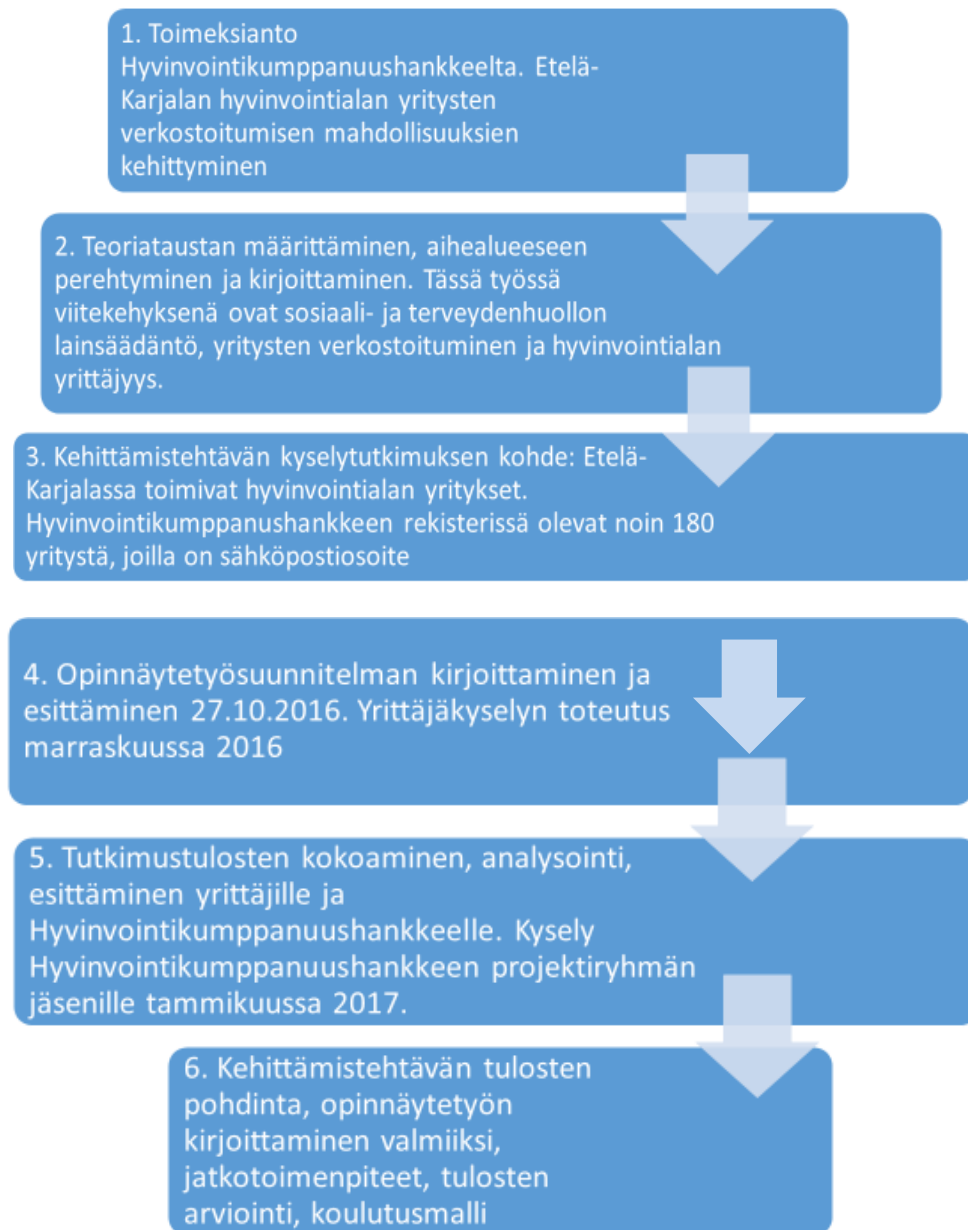 1. Toimeksianto
Hyvinvointikumppanuushankkeelta. Etelä-
Karjalan hyvinvointialan yritysten
verkostoitumisen mahdollisuuksien
kehittyminen
2. Teoriataustan määrittäminen, aihealueeseen
perehtyminen ja kirjoittaminen. Tässä työssä
viitekehyksenä ovat sosiaali- ja terveydenhuollon
lainsäädäntö, yritysten verkostoituminen ja hyvinvointialan
yrittäjyys.
3. Kehittämistehtävän kyselytutkimuksen kohde: Etelä-
Karjalassa toimivat hyvinvointialan yritykset.
Hyvinvointikumppanushankkeen rekisterissä olevat noin 180
yritystä, joilla on sähköpostiosoite
4. Opinnäytetyösuunnitelman kirjoittaminen ja
esittäminen 27.10.2016. Yrittäjäkyselyn toteutus
marraskuussa 2016
5. Tutkimustulosten kokoaminen, analysointi,
esittäminen yrittäjille ja
Hyvinvointikumppanuushankkeelle. Kysely
Hyvinvointikumppanuushankkeen projektiryhmän
jäsenille tammikuussa 2017.
6. Kehittämistehtävän tulosten
pohdinta, opinnäytetyön
kirjoittaminen valmiiksi,
jatkotoimenpiteet, tulosten
arviointi, koulutusmalli